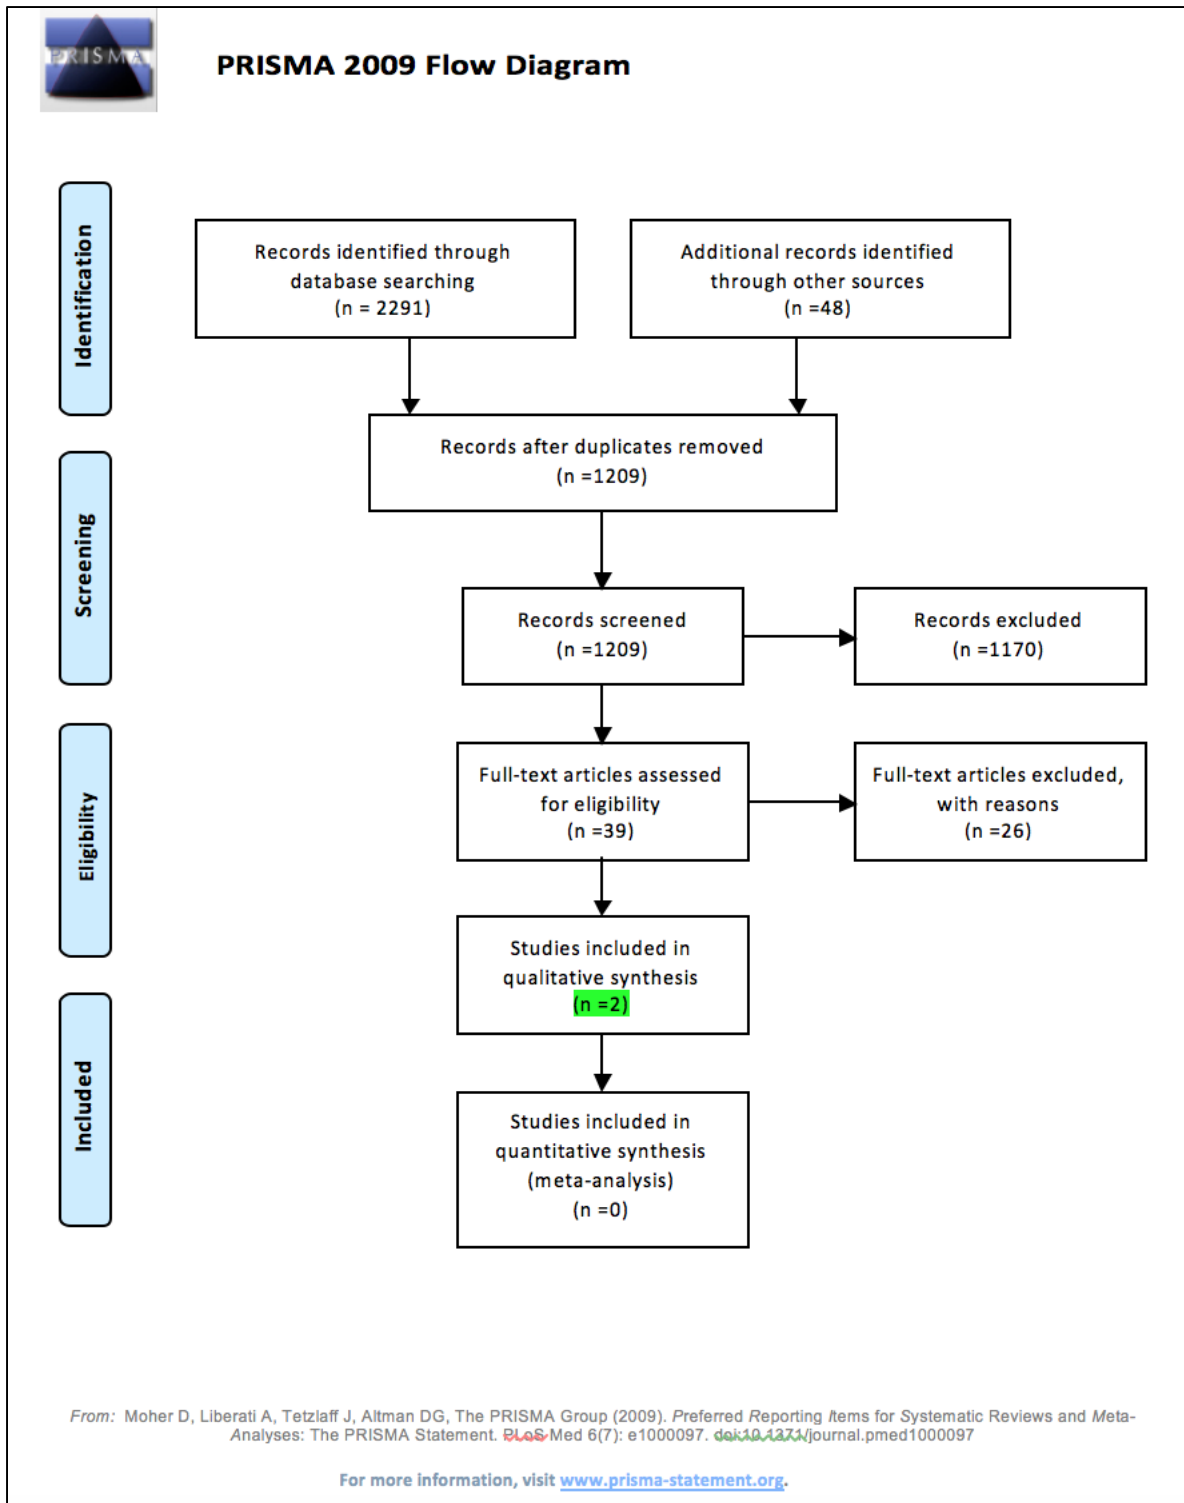 PRISMA
PRISMA 2009 Flow Diagram
Identification
Records identified through
database searching
(n = 2291)
Additional records identified
through other sources
(n =48)
Records after duplicates removed
(n =1209)
Screening
Records screened
(n =1209)
Records excluded
(n =1170)
Eligibility
Full-text articles assessed
for eligibility
(n =39)
Full-text articles excluded,
with reasons
(n =26)
Studies included in
qualitative synthesis
(n =2)
Included
Studies included in
quantitative synthesis
(meta-analysis)
(n =0)
From: Moher D, Liberati A, Tetzlaff J, Altman DG, The PRISMA Group (2009). Preferred Reporting Items for Systematic Reviews and Meta-
Analyses: The PRISMA Statement. PLoS Med 6(7): e1000097. doi:10.1371/journal.pmed1000097
For more information, visit www.prisma-statement.org.